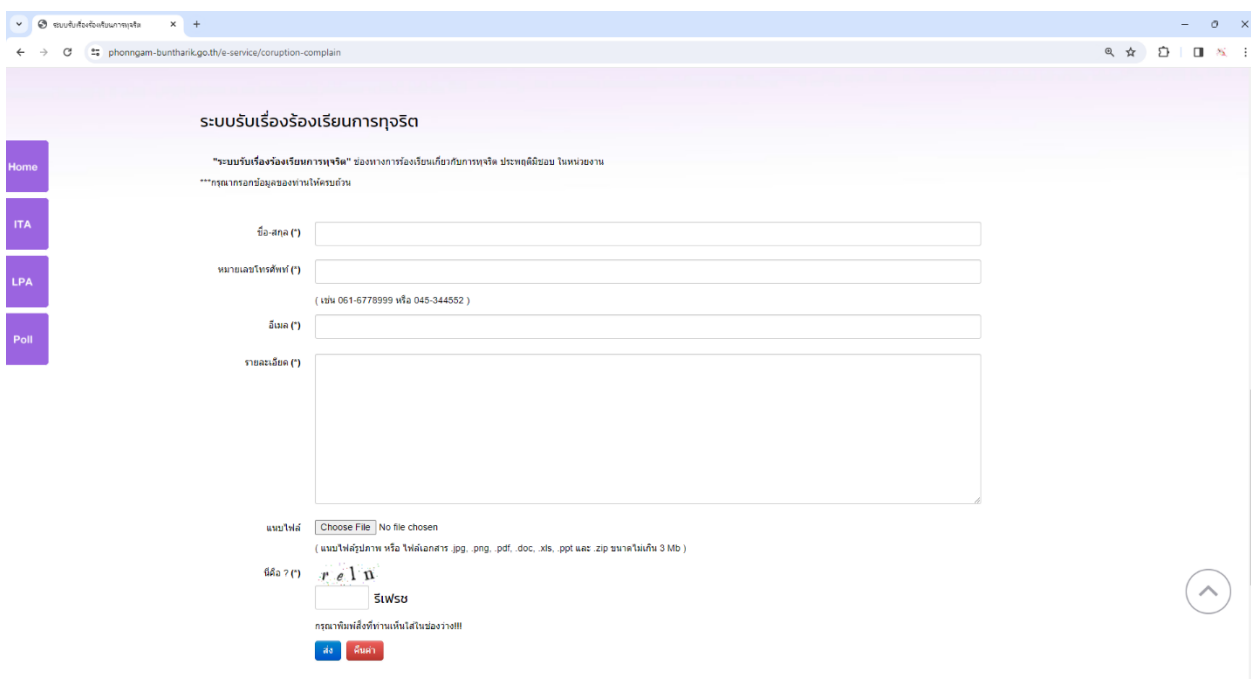 ระบบรับเรื่องร้องเรียนการทุจริต
phonngam-buntharik.go.th/e-service/coruption-complain
ระบบรับเรื่องร้องเรียนการทุจริต
"ระบบรับเรื่องร้องเรียนการทุจริต" ช่องทางการร้องเรียนเกี่ยวกับการทุจริต ประพฤติมิชอบ ในหน่วยงาน
***กรุณากรอกข้อมูลของท่านให้ครบถ้วน
Home
ITA
LPA
Poll
ชื่อ-สกุล (*)
หมายเลขโทรศัพท์ (*)
( เช่น 061-6778999 หรือ 045-344552 )
อีเมล (*)
รายละเอียด (*)
แนบไฟล์ Choose File No file chosen
( แนบไฟล์รูปภาพ หรือ ไฟล์เอกสาร .jpg, .png, .pdf, .doc, .xls, .ppt และ .zip ขนาดไม่เกิน 3 Mb )
นี่คือ ? (*) reln
รีเฟรช
กรุณาพิมพ์สิ่งที่ท่านเห็นใส่ในช่องว่าง!!!
ส่ง คืนค่า